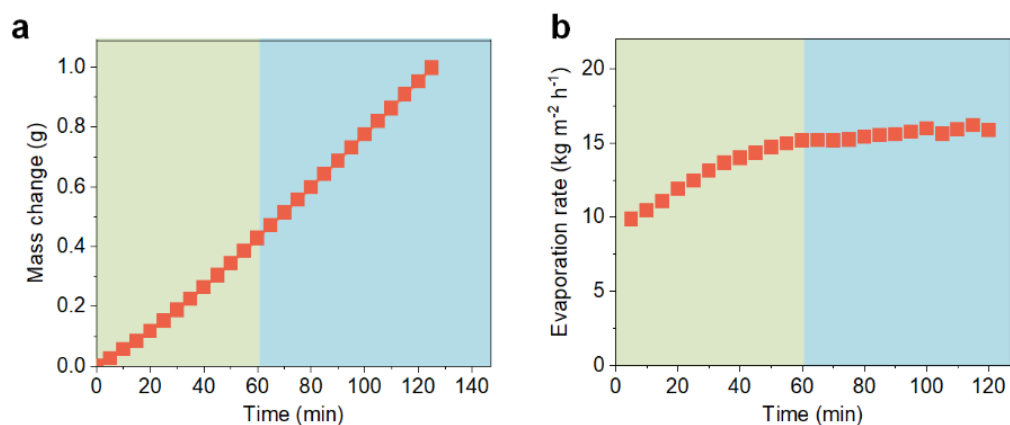 a
Mass change (g)
1.0
0.8
0.6
0.4
0.2
0.0
0 20 40 60 80 100 120 140
Time (min)
b
Evaporation rate (kg m⁻² h⁻¹)
20
15
10
5
0
0 20 40 60 80 100 120
Time (min)